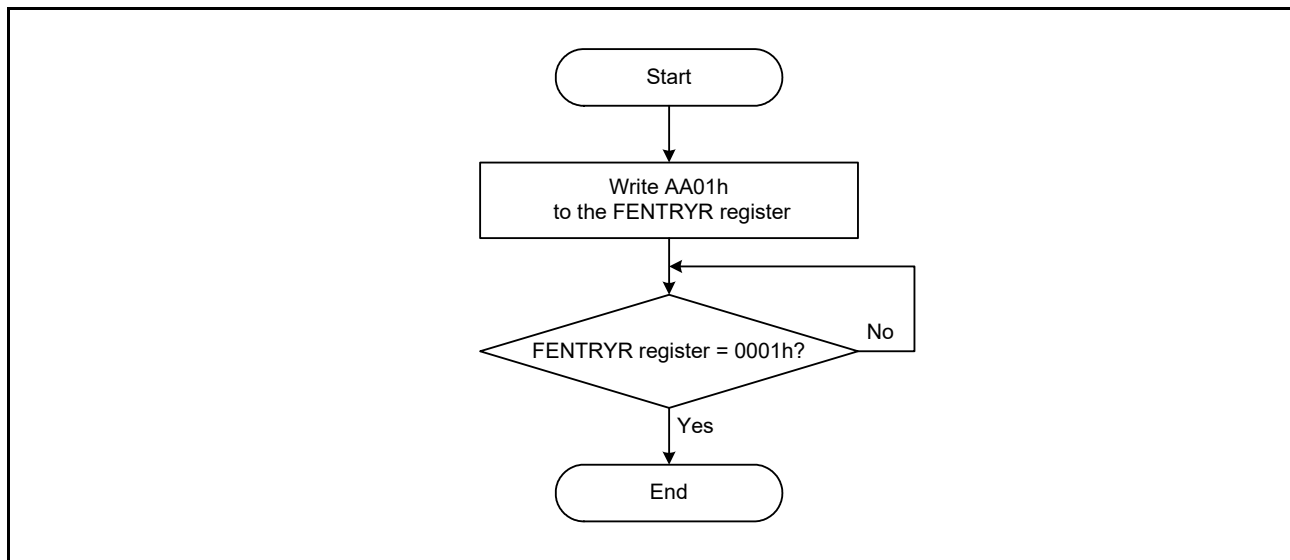 Start
Write AA01h
to the FENTRYR register
FENTRYR register = 0001h?
No
Yes
End